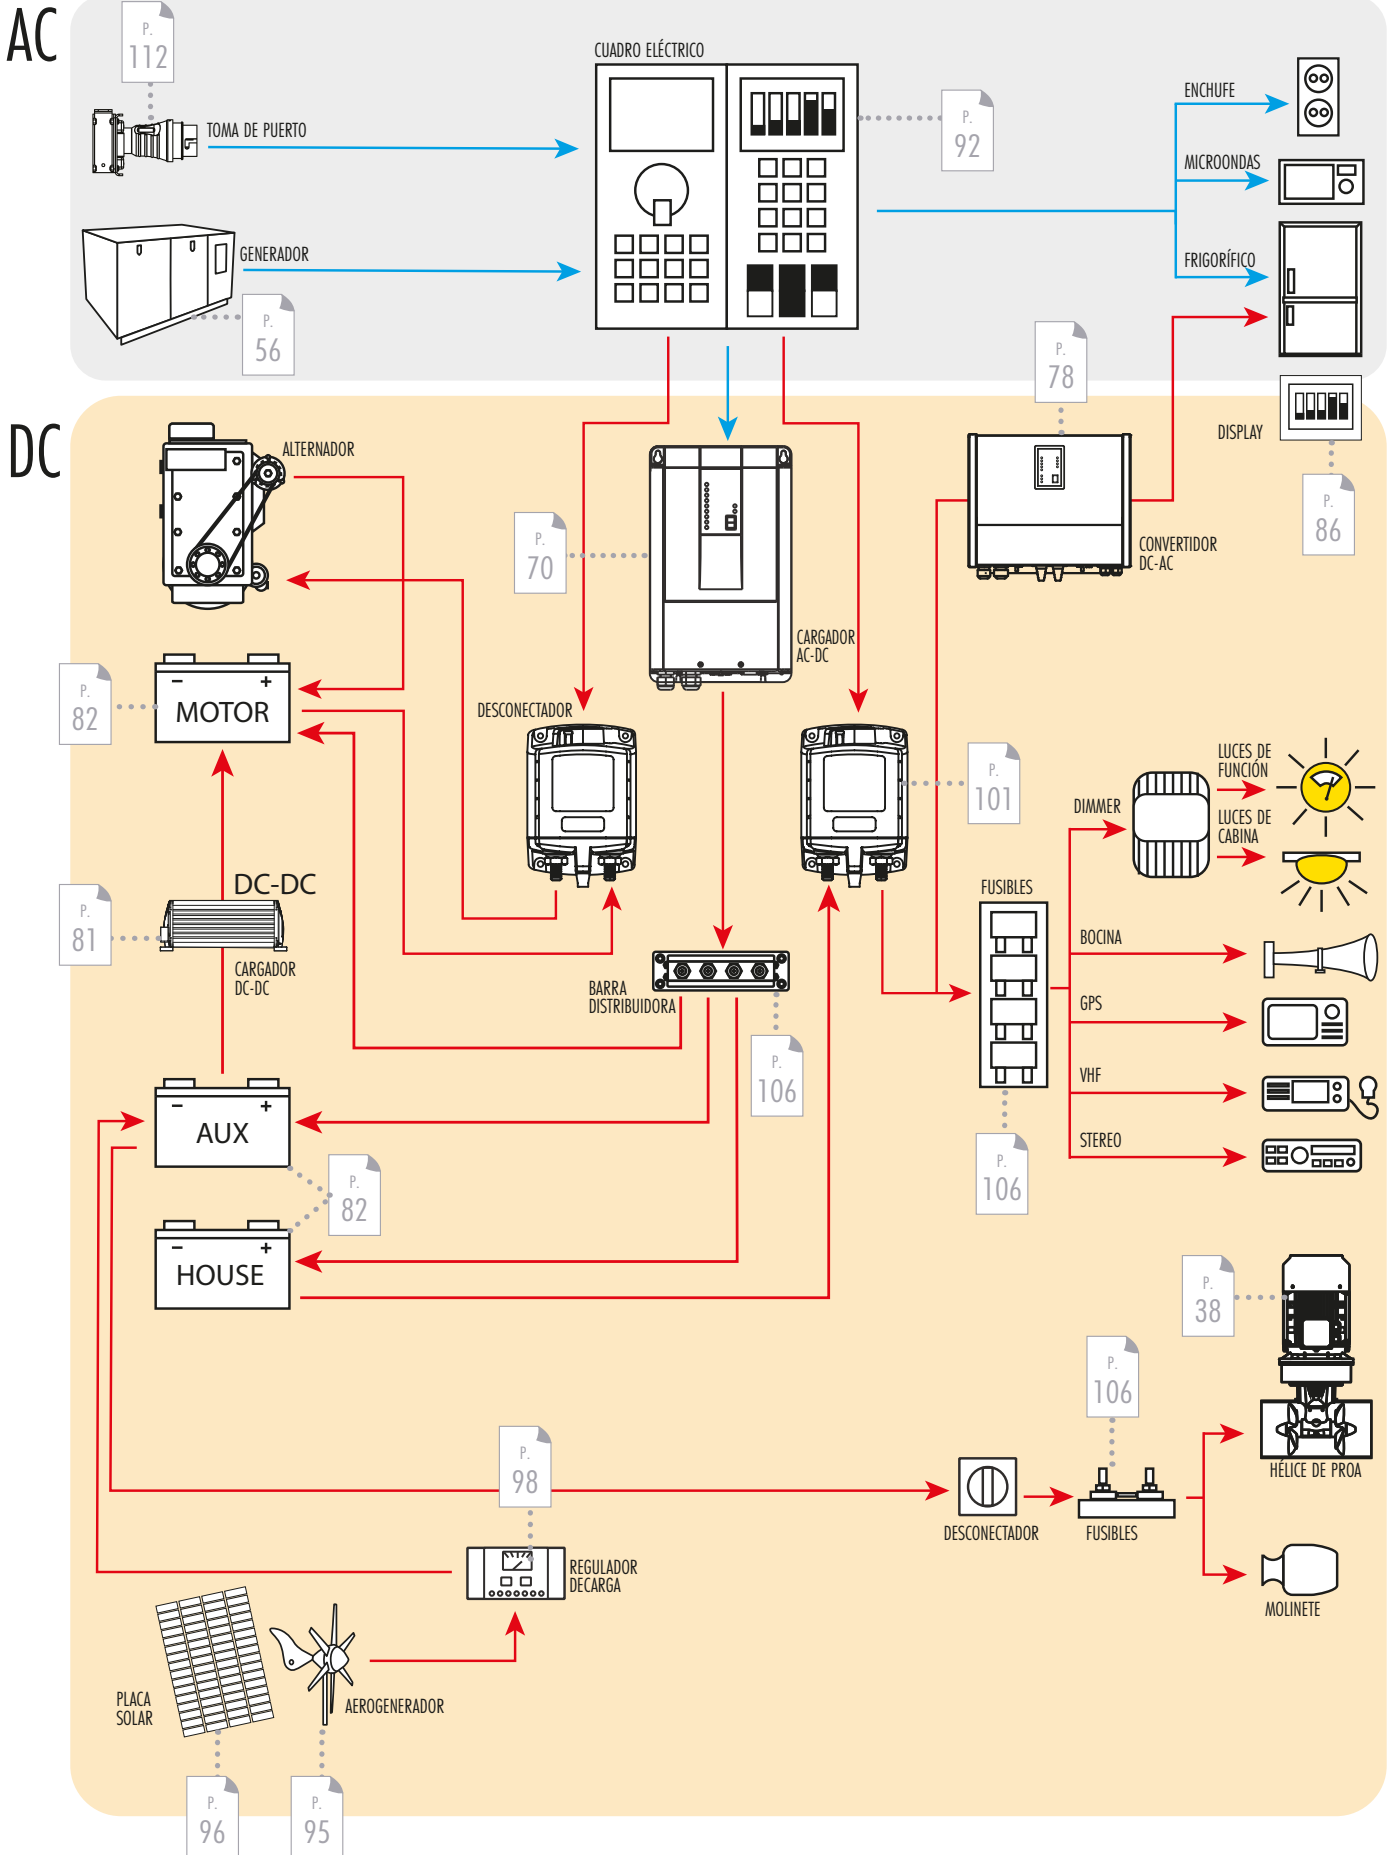 AC
P.
112
TOMA DE PUERTO
GENERADOR
P.
56
CUADRO ELÉCTRICO
P.
92
ENCHUFE
MICROONDAS
FRIGORÍFICO
DC
ALTERNADOR
P.
70
CARGADOR
AC-DC
P.
78
CONVERTIDOR
DC-AC
DISPLAY
P.
86
P.
82
− +
MOTOR
DESCONECTADOR
P.
101
DC-DC
P.
81
CARGADOR
DC-DC
BARRA
DISTRIBUIDORA
P.
106
FUSIBLES
P.
106
DIMMER
LUCES DE
FUNCIÓN
LUCES DE
CABINA
BOCINA
GPS
VHF
STEREO
− +
AUX
P.
82
− +
HOUSE
P.
38
HÉLICE DE PROA
P.
106
DESCONECTADOR
FUSIBLES
MOLINETE
P.
98
REGULADOR
DECARGA
PLACA
SOLAR
AEROGENERADOR
P.
96
P.
95